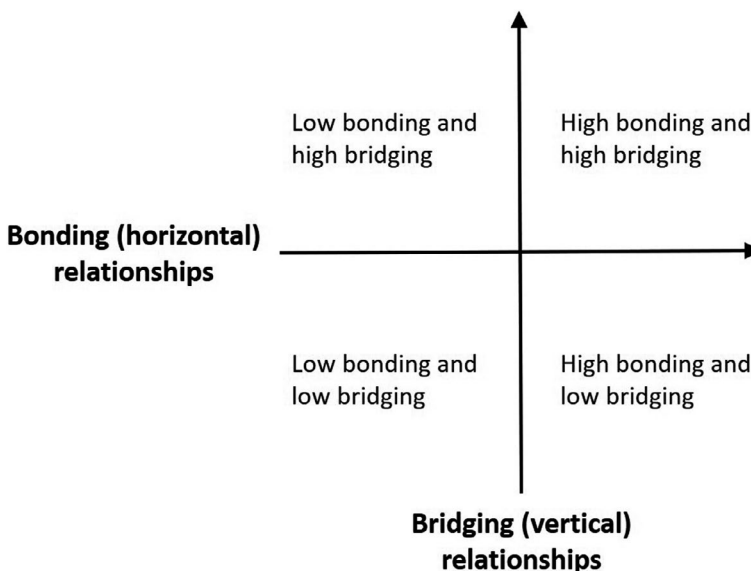 Low bonding and
high bridging
High bonding and
high bridging
Bonding (horizontal)
relationships
Low bonding and
low bridging
High bonding and
low bridging
Bridging (vertical)
relationships